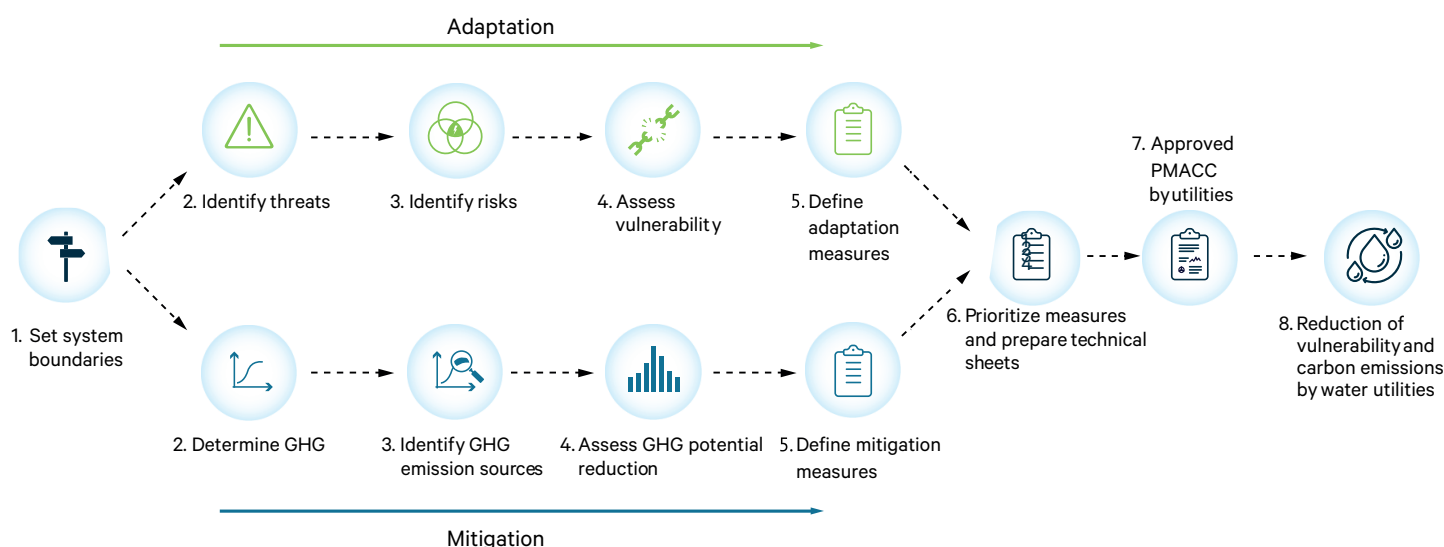 Adaptation
2. Identify threats
3. Identify risks
4. Assess
vulnerability
5. Define
adaptation
measures
1. Set system
boundaries
2. Determine GHG
3. Identify GHG
emission sources
4. Assess GHG potential
reduction
5. Define mitigation
measures
Mitigation
6. Prioritize measures
and prepare technical
sheets
7. Approved
PMACC
by utilities
8. Reduction of
vulnerability and
carbon emissions
by water utilities